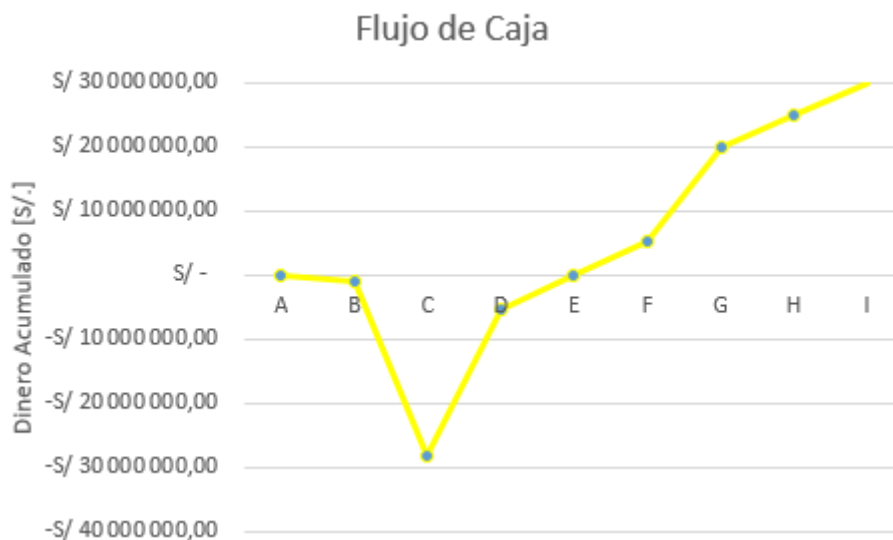 Flujo de Caja
Dinero Acumulado [S/.]
S/ 30 000 000,00
S/ 20 000 000,00
S/ 10 000 000,00
S/ -
A B C D E F G H I
-S/ 10 000 000,00
-S/ 20 000 000,00
-S/ 30 000 000,00
-S/ 40 000 000,00